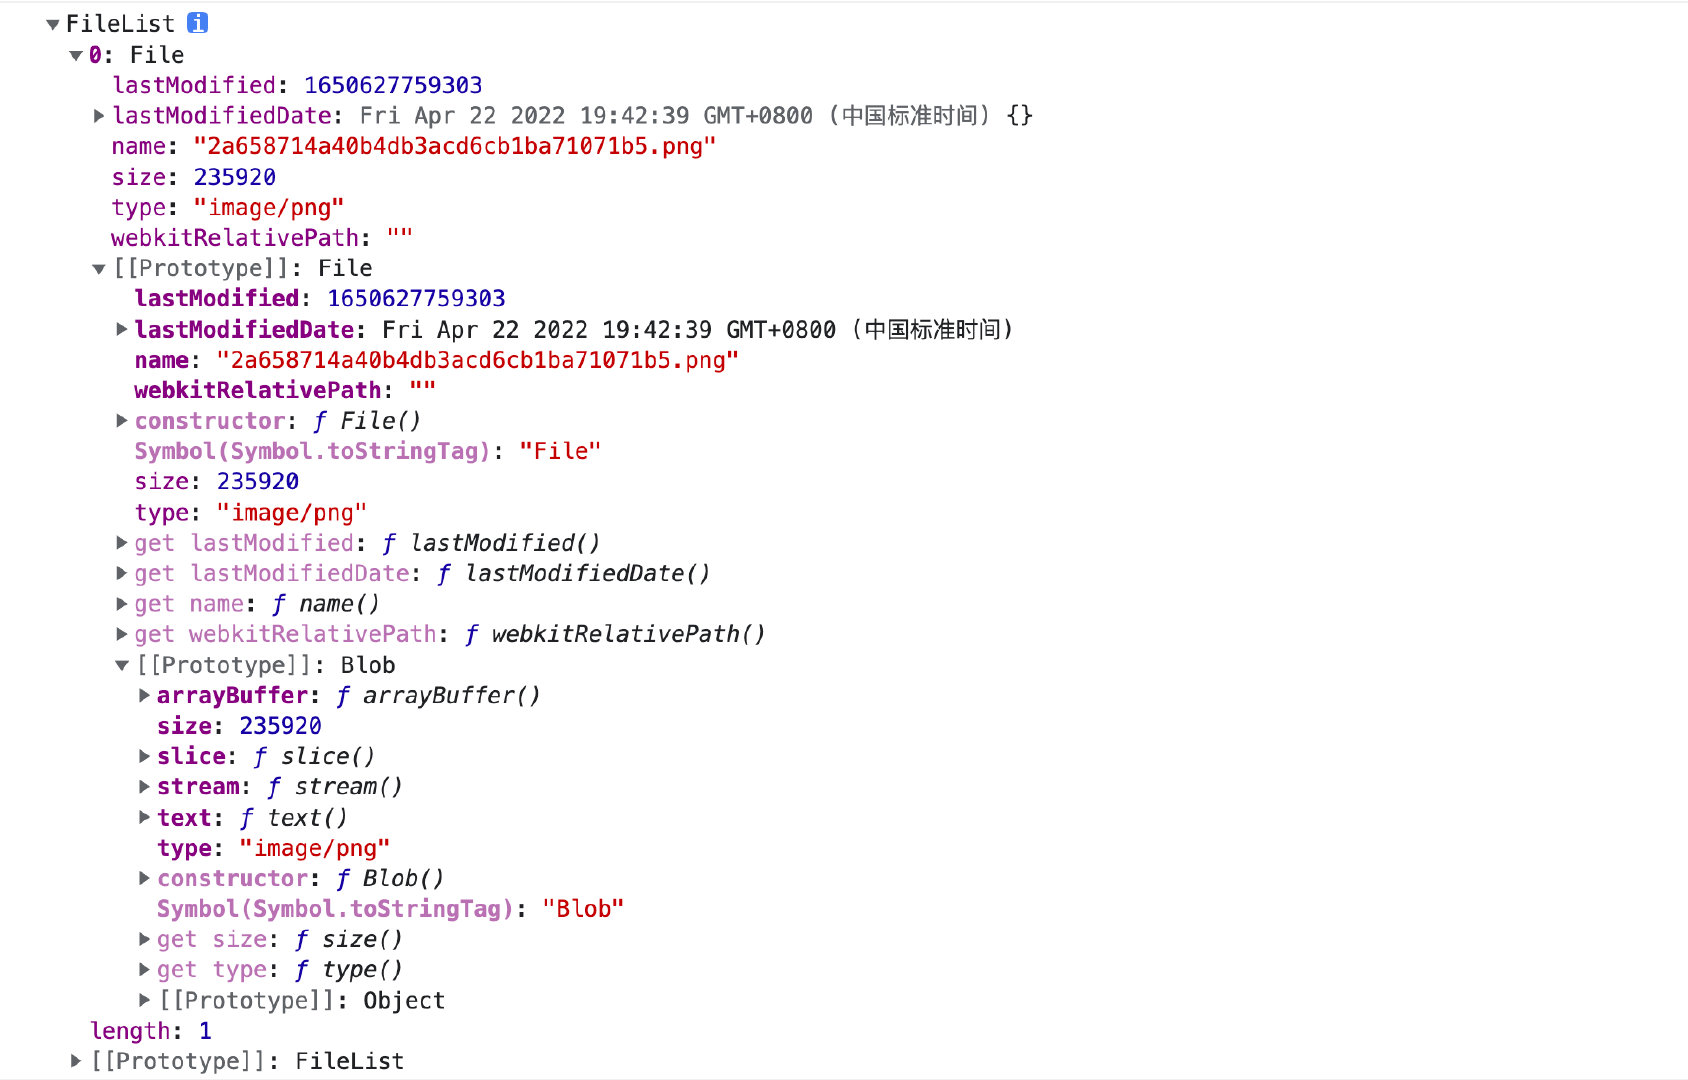 ▼FileList i
▼0: File
lastModified: 1650627759303
▶lastModifiedDate: Fri Apr 22 2022 19:42:39 GMT+0800 (中国标准时间) {}
name: "2a658714a40b4db3acd6cb1ba71071b5.png"
size: 235920
type: "image/png"
webkitRelativePath: ""
▼[[Prototype]]: File
lastModified: 1650627759303
▶lastModifiedDate: Fri Apr 22 2022 19:42:39 GMT+0800 (中国标准时间)
name: "2a658714a40b4db3acd6cb1ba71071b5.png"
webkitRelativePath: ""
▶constructor: ƒ File()
Symbol(Symbol.toStringTag): "File"
size: 235920
type: "image/png"
▶get lastModified: ƒ lastModified()
▶get lastModifiedDate: ƒ lastModifiedDate()
▶get name: ƒ name()
▶get webkitRelativePath: ƒ webkitRelativePath()
▼[[Prototype]]: Blob
▶arrayBuffer: ƒ arrayBuffer()
size: 235920
▶slice: ƒ slice()
▶stream: ƒ stream()
▶text: ƒ text()
type: "image/png"
▶constructor: ƒ Blob()
Symbol(Symbol.toStringTag): "Blob"
▶get size: ƒ size()
▶get type: ƒ type()
▶[[Prototype]]: Object
length: 1
▶[[Prototype]]: FileList